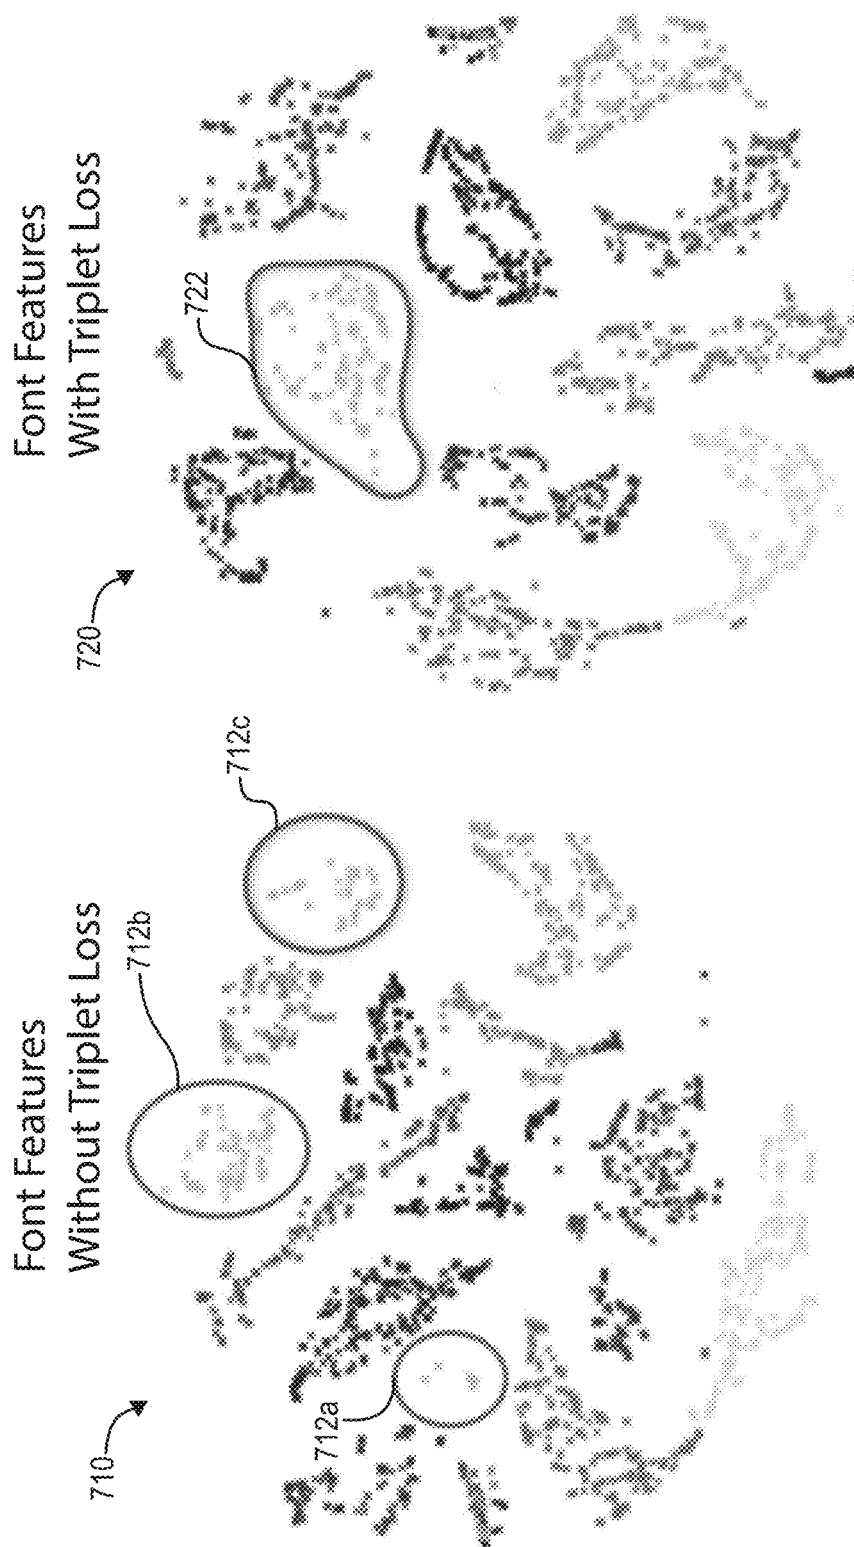 Font Features
Without Triplet Loss
710
712a
712b
712c
Font Features
With Triplet Loss
720
722